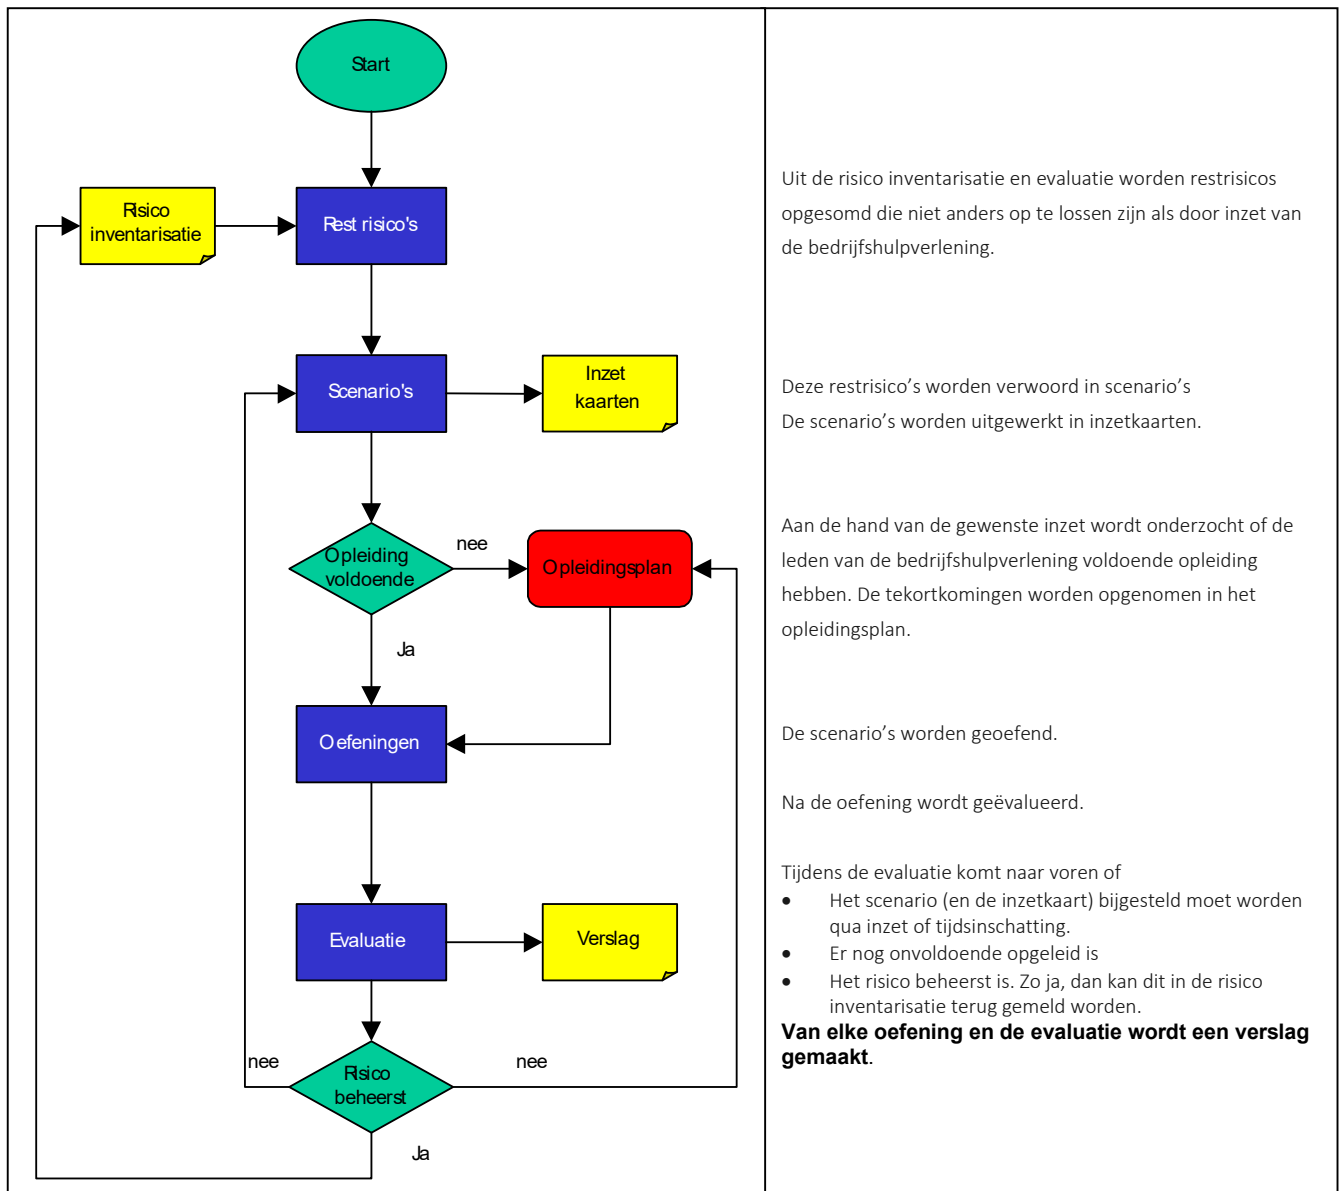 Start
Risico
inventarisatie
Rest risico's
Scenario's
Inzet
kaarten
Opleiding
voldoende
nee
Opleidingsplan
Ja
Oefeningen
Evaluatie
Verslag
nee
Risico
beheerst
nee
Ja
Uit de risico inventarisatie en evaluatie worden restrisicos
opgesomd die niet anders op te lossen zijn als door inzet van
de bedrijfshulpverlening.
Deze restrisico’s worden verwoord in scenario’s
De scenario’s worden uitgewerkt in inzetkaarten.
Aan de hand van de gewenste inzet wordt onderzocht of de
leden van de bedrijfshulpverlening voldoende opleiding
hebben. De tekortkomingen worden opgenomen in het
opleidingsplan.
De scenario’s worden geoefend.
Na de oefening wordt geëvalueerd.
Tijdens de evaluatie komt naar voren of
• Het scenario (en de inzetkaart) bijgesteld moet worden
qua inzet of tijdsinschatting.
• Er nog onvoldoende opgeleid is
• Het risico beheerst is. Zo ja, dan kan dit in de risico
inventarisatie terug gemeld worden.
Van elke oefening en de evaluatie wordt een verslag
gemaakt.